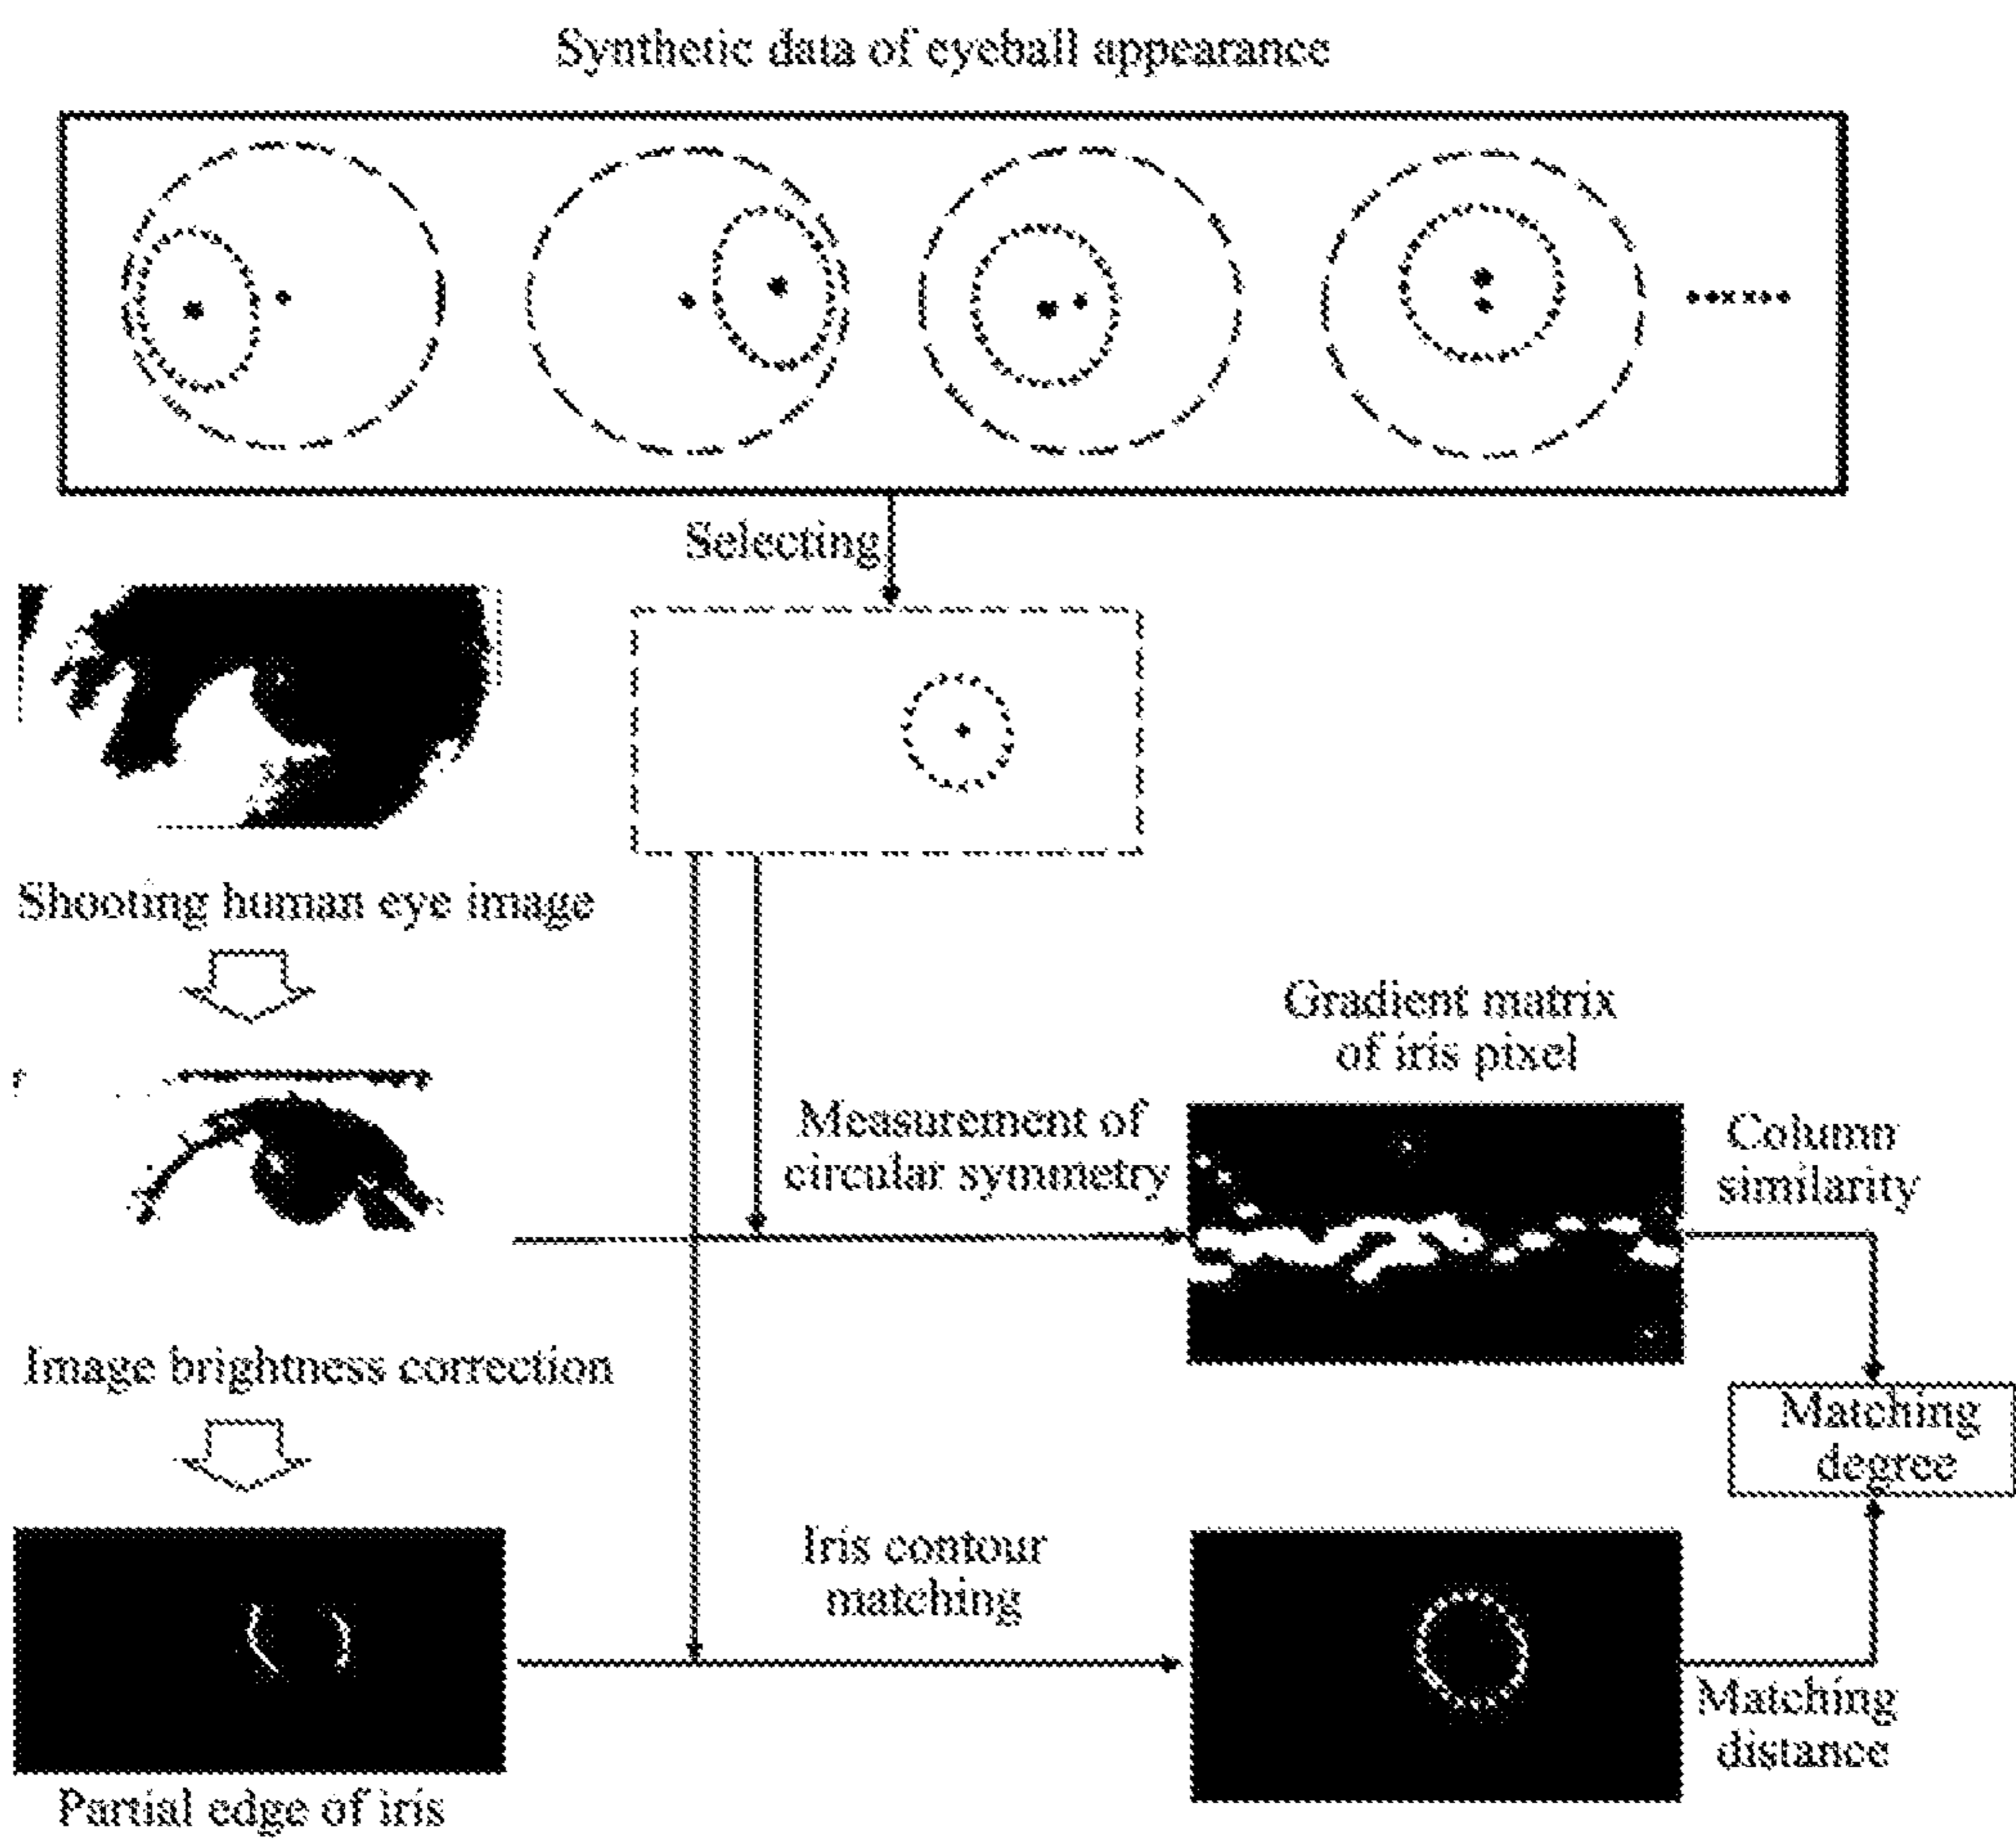 Synthetic data of eyeball appearance
Selecting
Shooting human eye image
Gradient matrix
of iris pixel
Measurement of
circular symmetry
Column
similarity
Image brightness correction
Matching
degree
Iris contour
matching
Matching
distance
Partial edge of iris